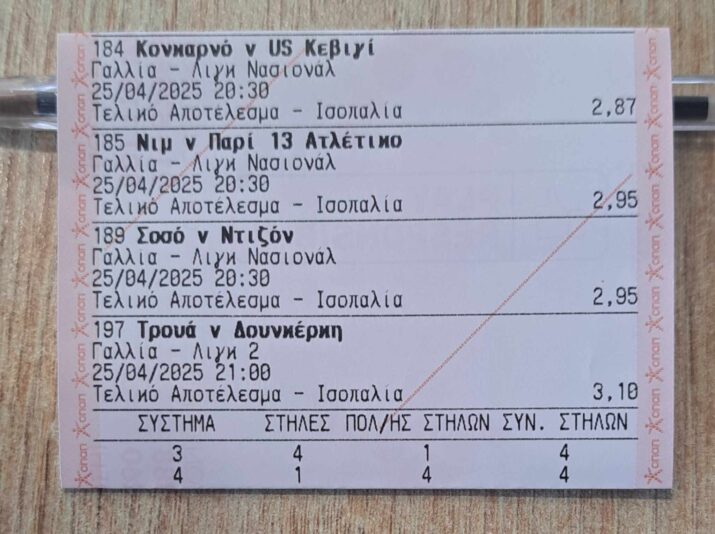 184 Κονκαρνό v US Κεβιγί
Γαλλία - Λιγκ Νασιονάλ
25/04/2025 20:30
Τελικό Αποτέλεσμα - Ισοπαλία 2,87
185 Νιμ v Παρί 13 Ατλέτικο
Γαλλία - Λιγκ Νασιονάλ
25/04/2025 20:30
Τελικό Αποτέλεσμα - Ισοπαλία 2,95
189 Σοσό v Ντιζόν
Γαλλία - Λιγκ Νασιονάλ
25/04/2025 20:30
Τελικό Αποτέλεσμα - Ισοπαλία 2,95
197 Τρουά v Δουνκέρκη
Γαλλία - Λιγκ 2
25/04/2025 21:00
Τελικό Αποτέλεσμα - Ισοπαλία 3,10
ΣΥΣΤΗΜΑ ΣΤΗΛΕΣ ΠΟΛ/ΗΣ ΣΤΗΛΩΝ ΣΥΝ. ΣΤΗΛΩΝ
3 4 1 4
4 1 4 4